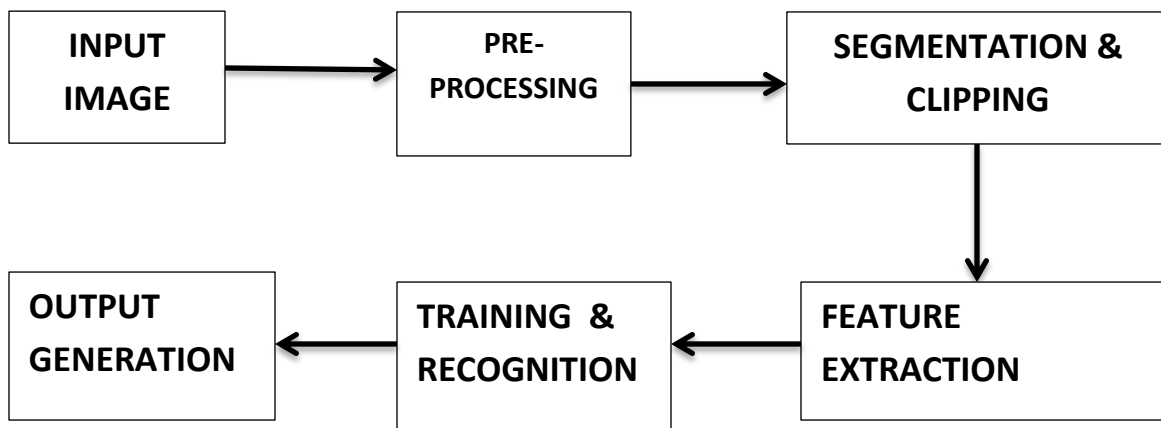 INPUT
IMAGE
PRE-
PROCESSING
SEGMENTATION &
CLIPPING
FEATURE
EXTRACTION
TRAINING &
RECOGNITION
OUTPUT
GENERATION